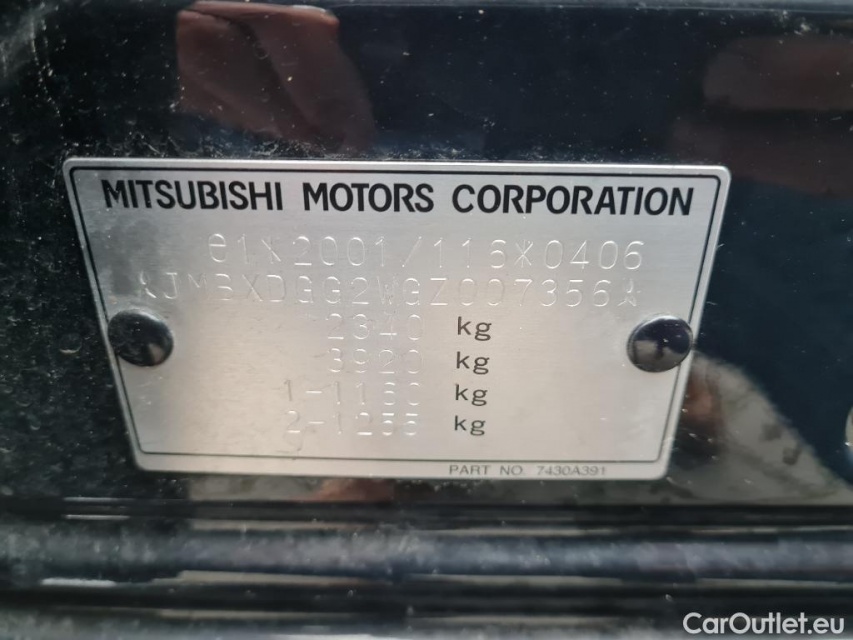 MITSUBISHI MOTORS CORPORATION
e1*2001/116*0406
*JMBXDGG2WGZ007356*
2340 kg
3920 kg
1-1160 kg
2-1255 kg
PART NO. 7430A391
CarOutlet.eu